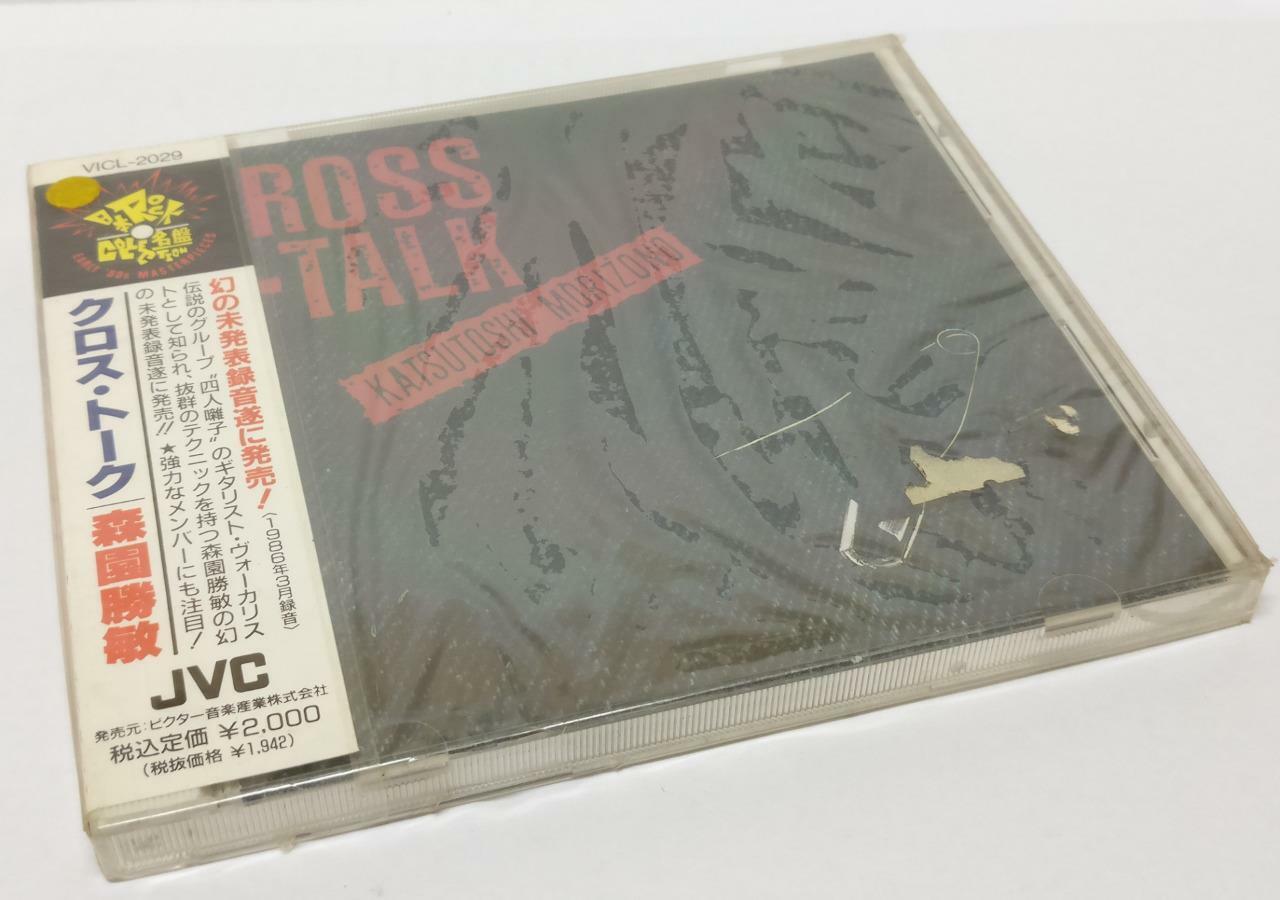 VICL-2029
日本Rock
名盤
Collection
EARLY '80s MASTERPIECES
クロス・トーク
森園勝敏
幻の未発表録音遂に発売！
〈1986年3月録音〉
伝説のグループ“四人囃子”のギタリスト・ヴォーカリス
トとして知られ、抜群のテクニックを持つ森園勝敏の幻
の未発表録音遂に発売!! ★強力なメンバーにも注目！
JVC
発売元:ビクター音楽産業株式会社
税込定価 ¥2,000
(税抜価格 ¥1,942)
ROSS
-TALK
KATSUTOSHI MORIZONO